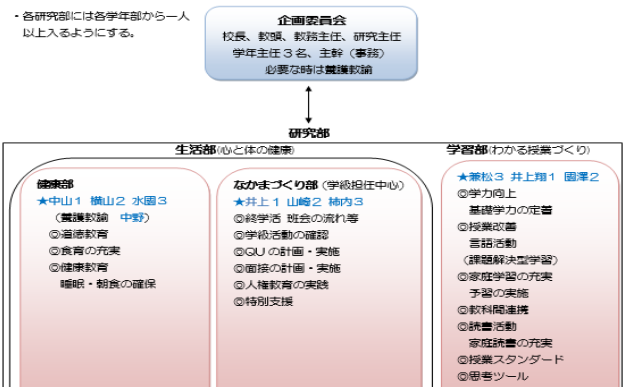 ・各研究部には各学年部から一人
以上入るようにする。
企画委員会
校長、教頭、教務主任、研究主任
学年主任３名、主幹（事務）
必要な時は養護教諭
研究部
生活部(心と体の健康)
学習部(わかる授業づくり)
健康部
★中山1 横山2 水園3
（養護教諭 中野）
◎道徳教育
◎食育の充実
◎健康教育
睡眠・朝食の確保
なかまづくり部（学級担任中心）
★井上1 山崎2 柿内3
◎終学活 班会の流れ等
◎学級活動の確認
◎QUの計画・実施
◎面接の計画・実施
◎人権教育の実践
◎特別支援
★兼松3 井上翔1 園澤2
◎学力向上
基礎学力の定着
◎授業改善
言語活動
（課題解決型学習）
◎家庭学習の充実
予習の実施
◎教科間連携
◎読書活動
家庭読書の充実
◎授業スタンダード
◎思考ツール